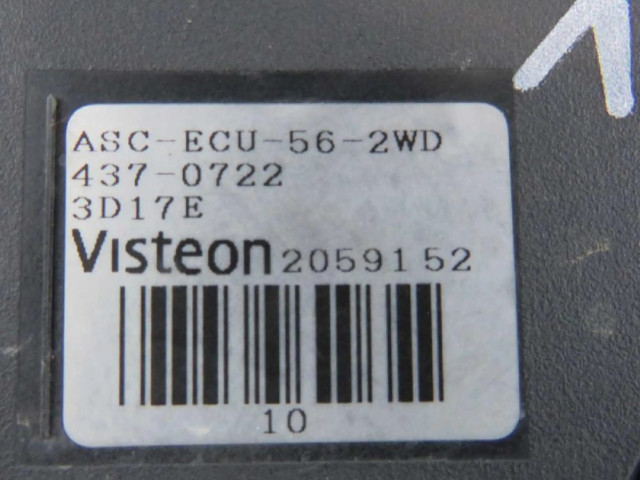 ASC-ECU-56-2WD
437-0722
3D17E
Visteon 2059152
10